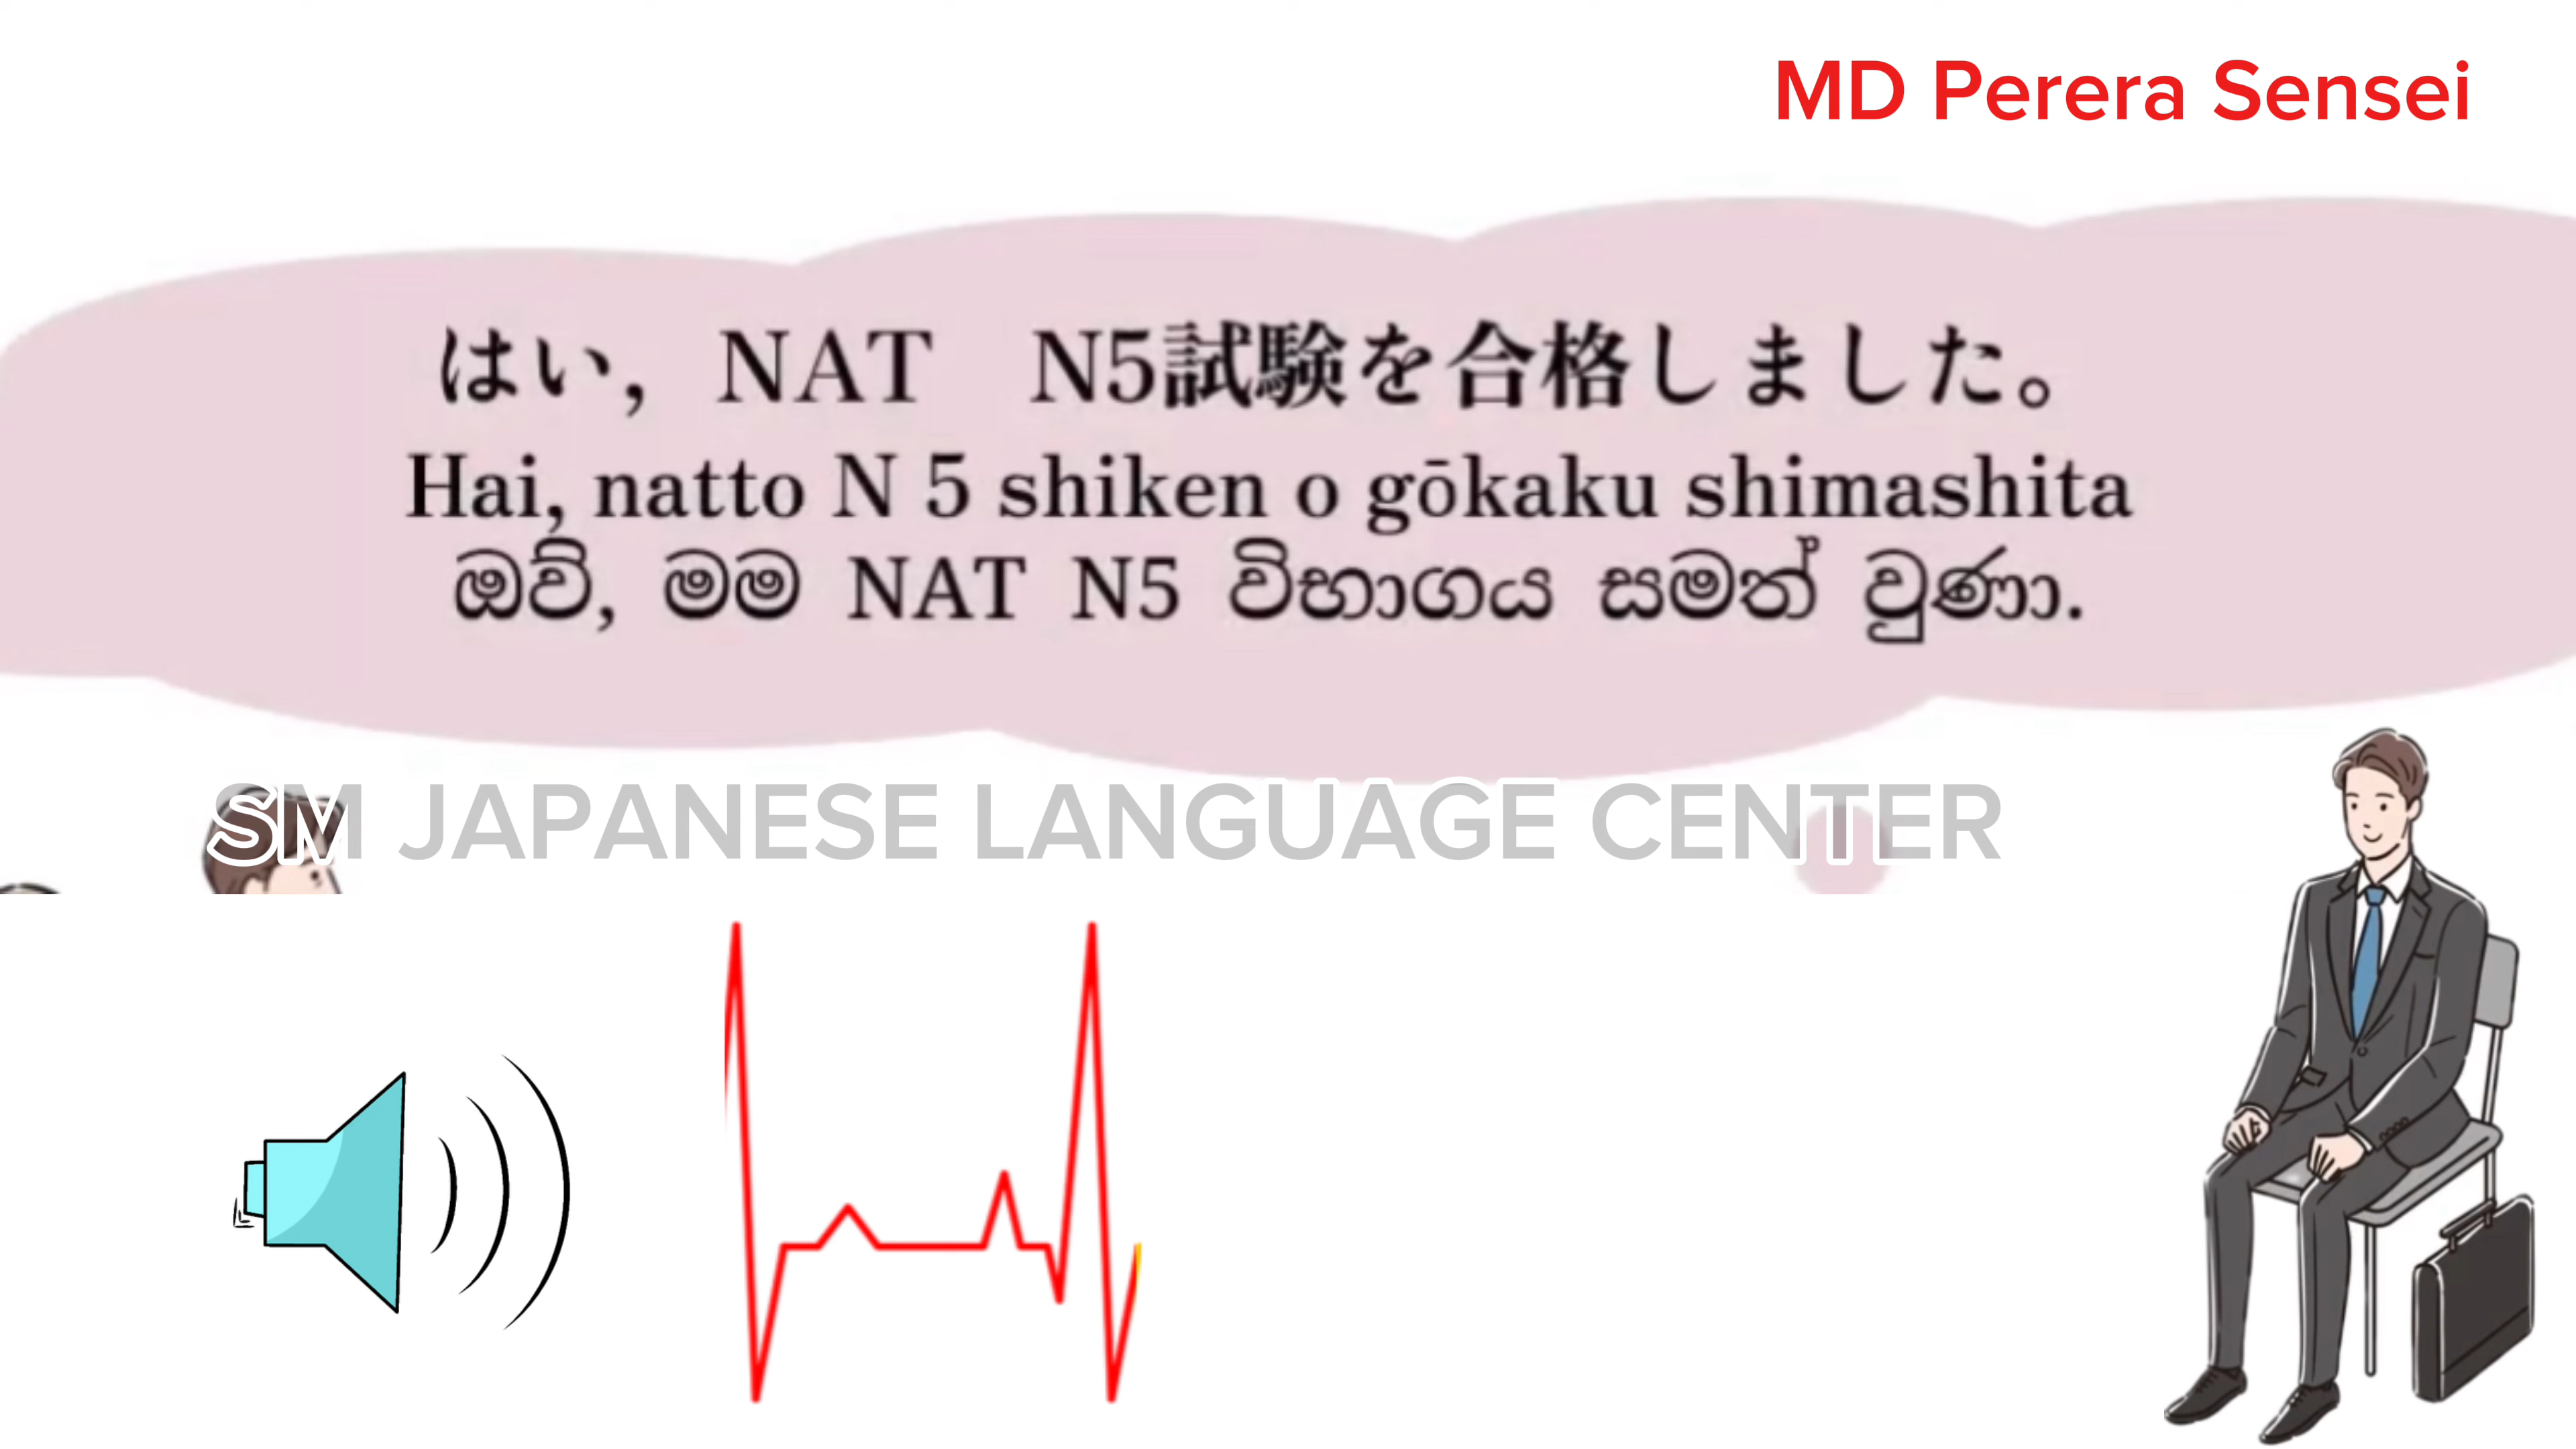 MD Perera Sensei
はい, NAT　N5試験を合格しました。
Hai, natto N 5 shiken o gōkaku shimashita
ඔව්, මම NAT N5 විභාගය සමත් වුණා.
SM JAPANESE LANGUAGE CENTER